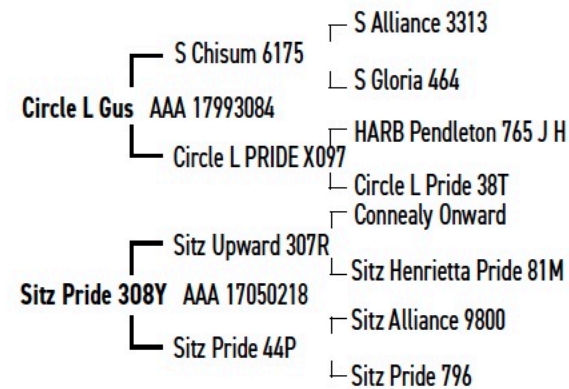 S Alliance 3313
S Chisum 6175
S Gloria 464
Circle L Gus AAA 17993084
HARB Pendleton 765 J H
Circle L PRIDE X097
Circle L Pride 38T
Connealy Onward
Sitz Upward 307R
Sitz Henrietta Pride 81M
Sitz Pride 308Y AAA 17050218
Sitz Alliance 9800
Sitz Pride 44P
Sitz Pride 796